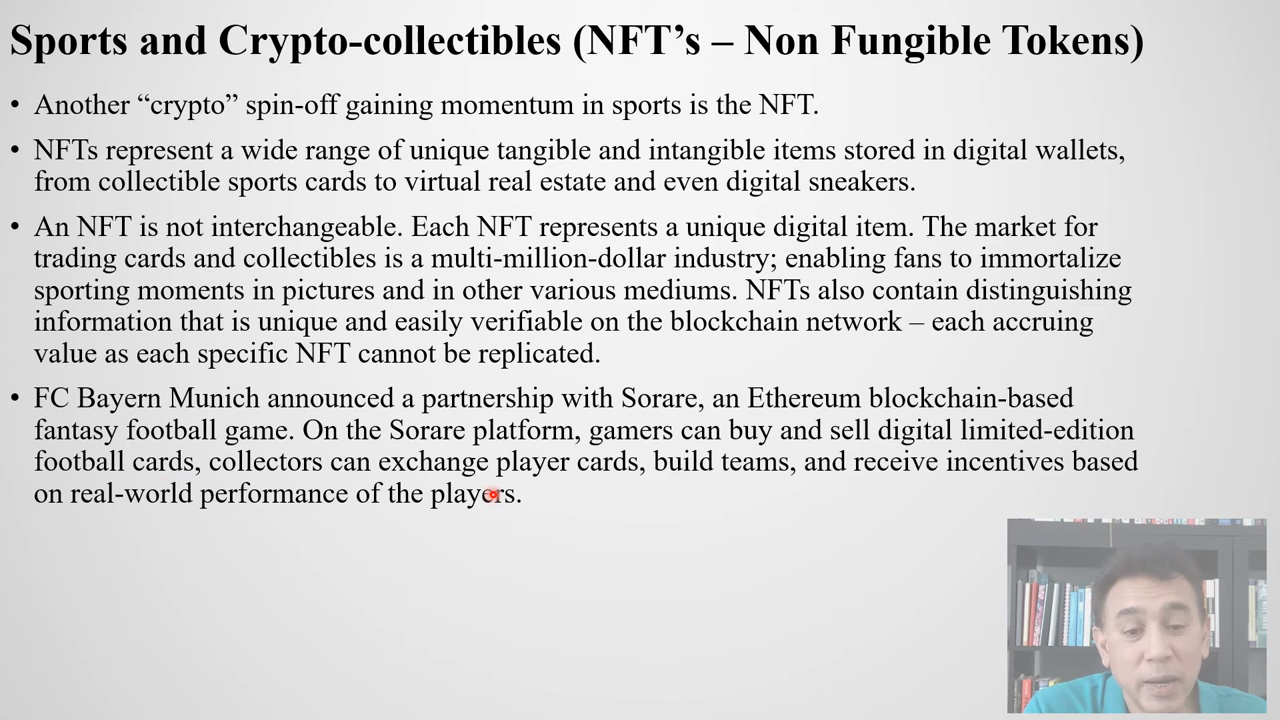 Sports and Crypto-collectibles (NFT’s – Non Fungible Tokens)
• Another “crypto” spin-off gaining momentum in sports is the NFT.
• NFTs represent a wide range of unique tangible and intangible items stored in digital wallets,
from collectible sports cards to virtual real estate and even digital sneakers.
• An NFT is not interchangeable. Each NFT represents a unique digital item. The market for
trading cards and collectibles is a multi-million-dollar industry; enabling fans to immortalize
sporting moments in pictures and in other various mediums. NFTs also contain distinguishing
information that is unique and easily verifiable on the blockchain network – each accruing
value as each specific NFT cannot be replicated.
• FC Bayern Munich announced a partnership with Sorare, an Ethereum blockchain-based
fantasy football game. On the Sorare platform, gamers can buy and sell digital limited-edition
football cards, collectors can exchange player cards, build teams, and receive incentives based
on real-world performance of the players.